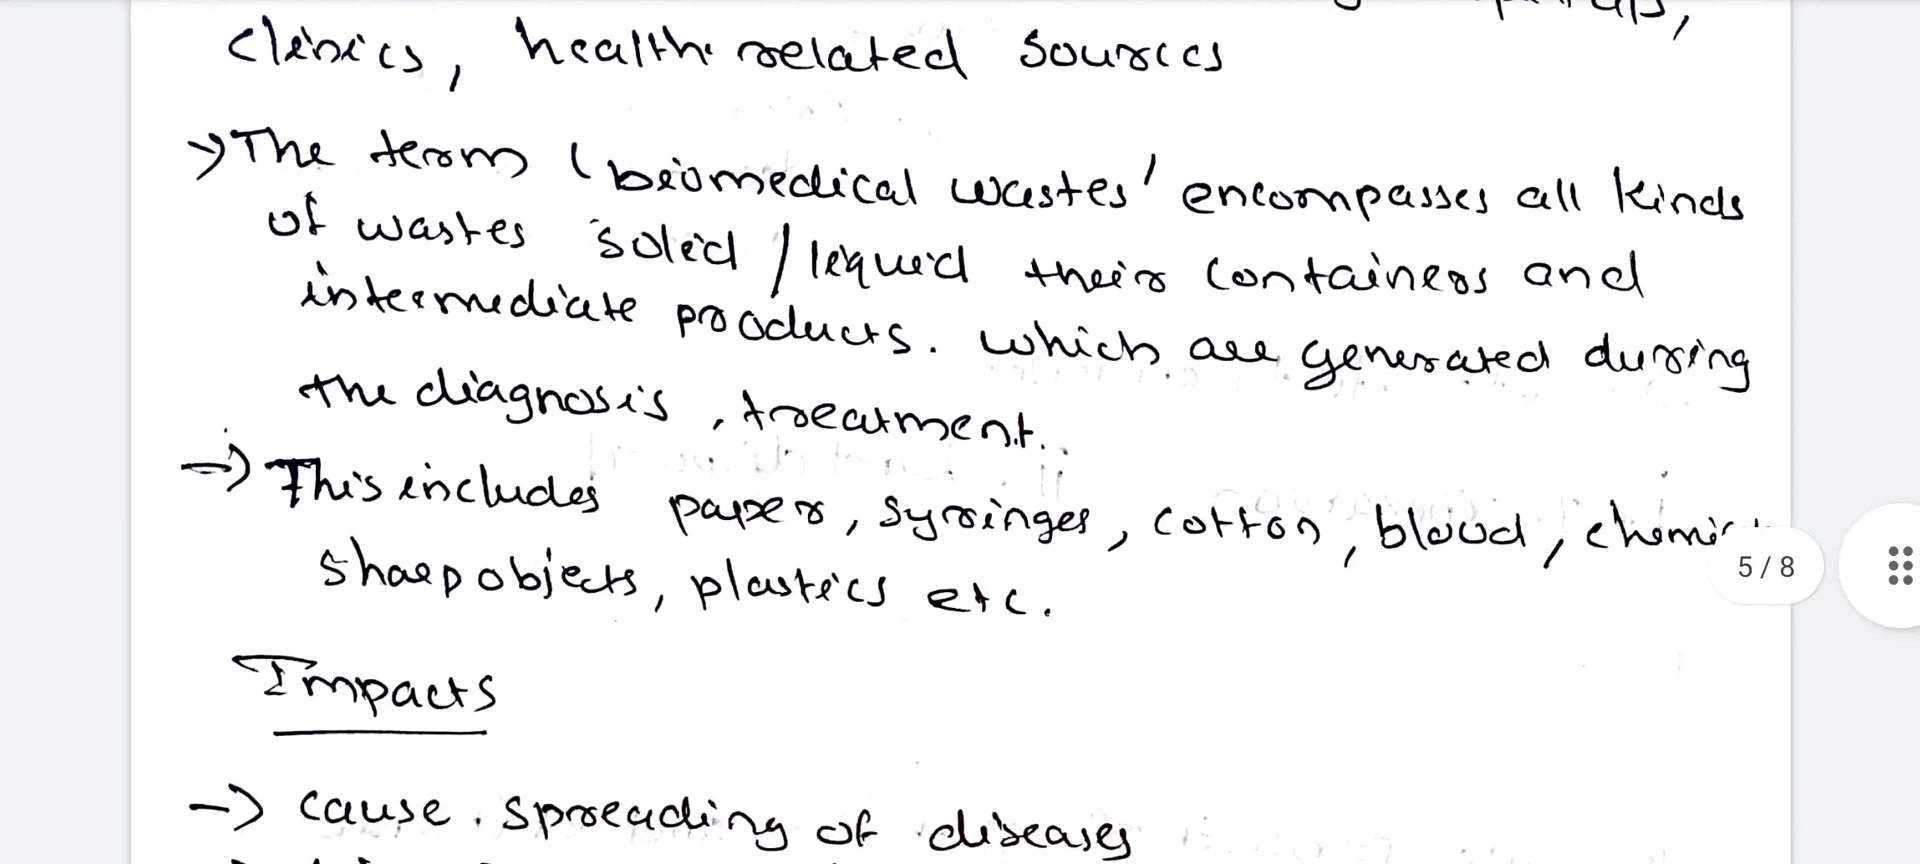 clinics, health related sources
→ The term 'biomedical wastes' encompasses all kinds
of wastes solid / liquid their containers and
intermediate products. which are generated during
the diagnosis, treatment.
→ This includes paper, syringes, cotton, blood,
5 / 8
sharp objects, plastics etc.
Impacts
→ cause spreading of diseases